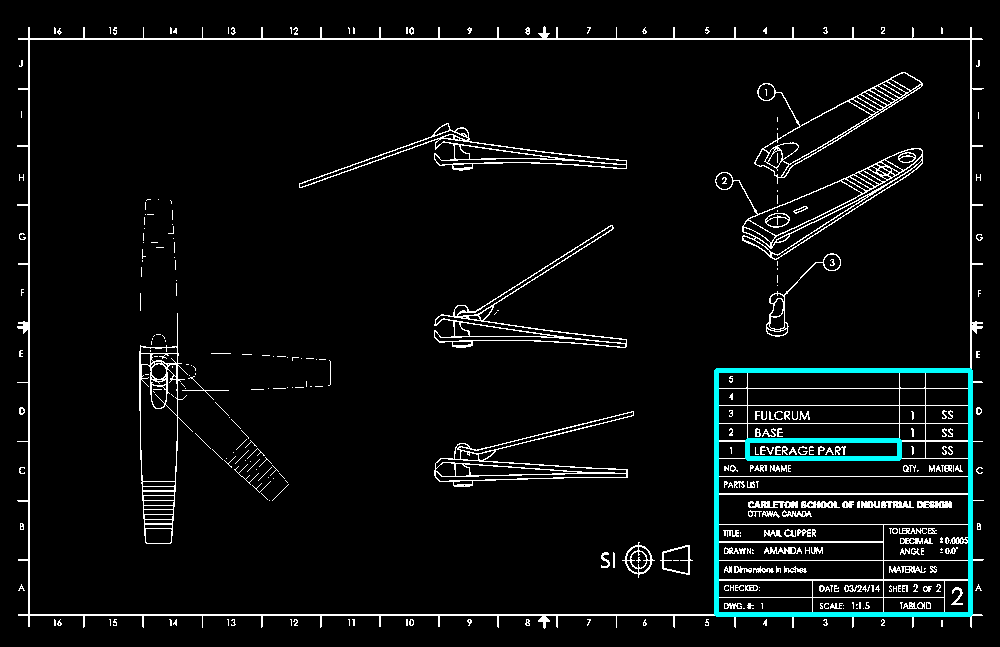 16 15 14 13 12 11 10 9 8 7 6 5 4 3 2 1
J J
I I
H H
G G
F F
E E
D D
C C
B B
A A
1
2
3
5
4
3 FULCRUM 1 SS
2 BASE 1 SS
1 LEVERAGE PART 1 SS
NO. PART NAME QTY. MATERIAL
PARTS LIST
CARLETON SCHOOL OF INDUSTRIAL DESIGN
OTTAWA, CANADA
TITLE: NAIL CLIPPER
TOLERANCES:
DECIMAL ±0.0005
ANGLE ±0.0°
DRAWN: AMANDA HUM
All Dimensions in Inches
MATERIAL: SS
CHECKED:
DATE: 03/24/14
SHEET 2 OF 2
DWG. #: 1
SCALE: 1:1.5
TABLOID
2
SI
16 15 14 13 12 11 10 9 8 7 6 5 4 3 2 1